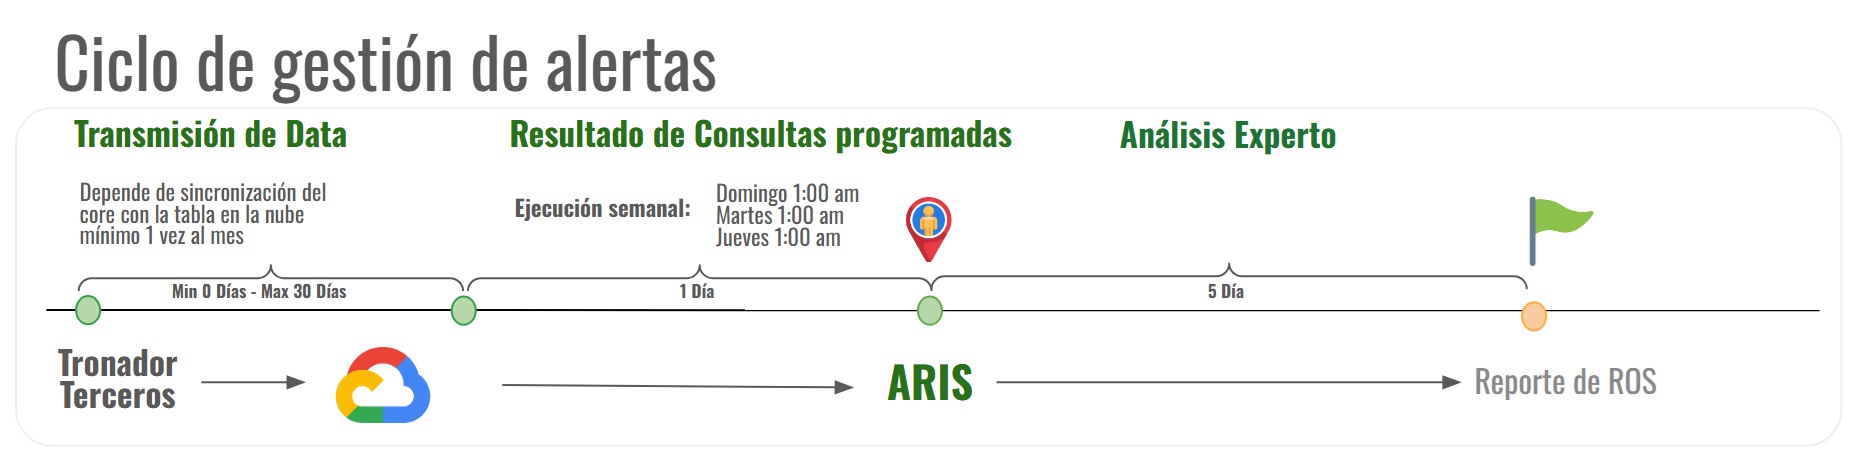 Ciclo de gestión de alertas
Transmisión de Data
Depende de sincronización del
core con la tabla en la nube
mínimo 1 vez al mes
Min 0 Días - Max 30 Días
Resultado de Consultas programadas
Ejecución semanal:
Domingo 1:00 am
Martes 1:00 am
Jueves 1:00 am
1 Día
Análisis Experto
5 Día
Tronador
Terceros
ARIS
Reporte de ROS